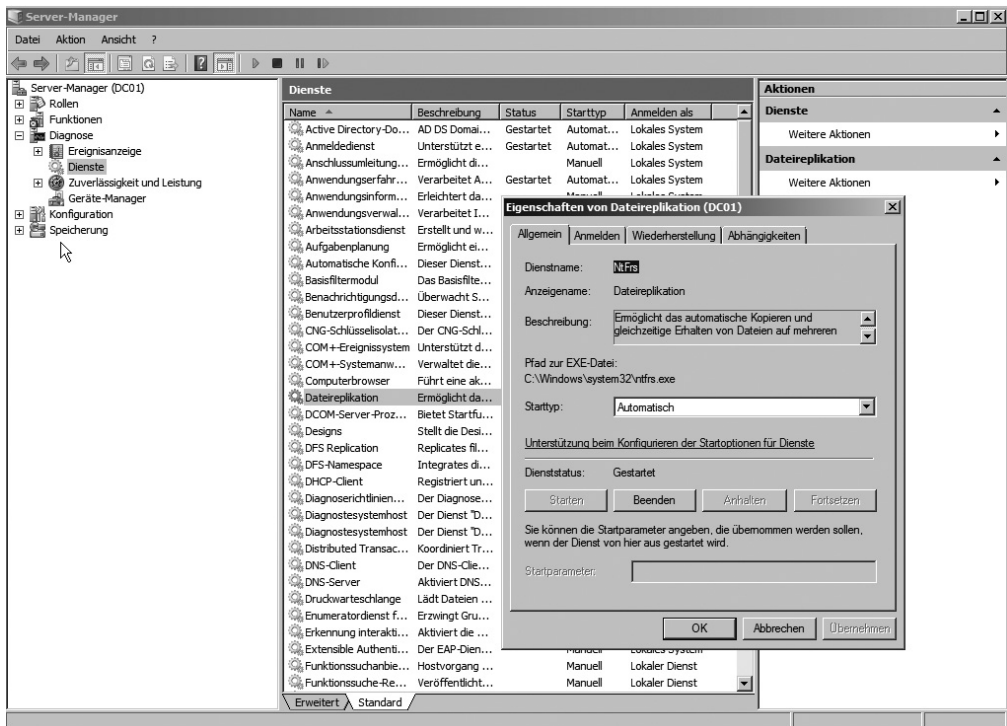 Server-Manager
Datei Aktion Ansicht ?
Server-Manager (DC01)
Rollen
Funktionen
Diagnose
Ereignisanzeige
Dienste
Zuverlässigkeit und Leistung
Geräte-Manager
Konfiguration
Speicherung
Dienste
Name Beschreibung Status Starttyp Anmelden als
Active Directory-Do... AD DS Domai... Gestartet Automat... Lokales System
Anmeldedienst Unterstützt e... Gestartet Automat... Lokales System
Anschlussumleitung... Ermöglicht di... Manuell Lokales System
Anwendungserfahr... Verarbeitet A... Gestartet Automat... Lokales System
Anwendungsinform... Erleichtert da...
Anwendungsverwal... Verarbeitet I...
Arbeitsstationsdienst Erstellt und w...
Aufgabenplanung Ermöglicht ei...
Automatische Konfi... Dieser Dienst...
Basisfiltermodul Das Basisfilte...
Benachrichtigungsd... Überwacht S...
Benutzerprofildienst Dieser Dienst...
CNG-Schlüsselisolat... Der CNG-Schl...
COM+-Ereignissystem Unterstützt d...
COM+-Systemanw... Verwaltet die...
Computerbrowser Führt eine ak...
Dateireplikation Ermöglicht da...
DCOM-Server-Proz... Bietet Startfu...
Designs Stellt die Desi...
DFS Replication Replicates fil...
DFS-Namespace Integrates di...
DHCP-Client Registriert un...
Diagnoserichtlinien... Der Diagnose...
Diagnosesystemhost Der Dienst "D...
Diagnosesystemhost Der Dienst "D...
Distributed Transac... Koordiniert Tr...
DNS-Client Der DNS-Clie...
DNS-Server Aktiviert DNS...
Druckwarteschlange Lädt Dateien ...
Enumeratordienst f... Erzwingt Gru...
Erkennung interakti... Aktiviert die ...
Extensible Authenti... Der EAP-Dien...
Funktionssuchanbie... Hostvorgang ... Manuell Lokaler Dienst
Funktionssuche-Re... Veröffentlicht... Manuell Lokaler Dienst
Erweitert Standard
Aktionen
Dienste
Weitere Aktionen
Dateireplikation
Weitere Aktionen
Eigenschaften von Dateireplikation (DC01)
Allgemein Anmelden Wiederherstellung Abhängigkeiten
Dienstname: NtFrs
Anzeigename: Dateireplikation
Beschreibung: Ermöglicht das automatische Kopieren und
gleichzeitige Erhalten von Dateien auf mehreren
Pfad zur EXE-Datei:
C:\Windows\system32\ntfrs.exe
Starttyp: Automatisch
Unterstützung beim Konfigurieren der Startoptionen für Dienste
Dienststatus: Gestartet
Starten Beenden Anhalten Fortsetzen
Sie können die Startparameter angeben, die übernommen werden sollen,
wenn der Dienst von hier aus gestartet wird.
Startparameter:
OK Abbrechen Übernehmen